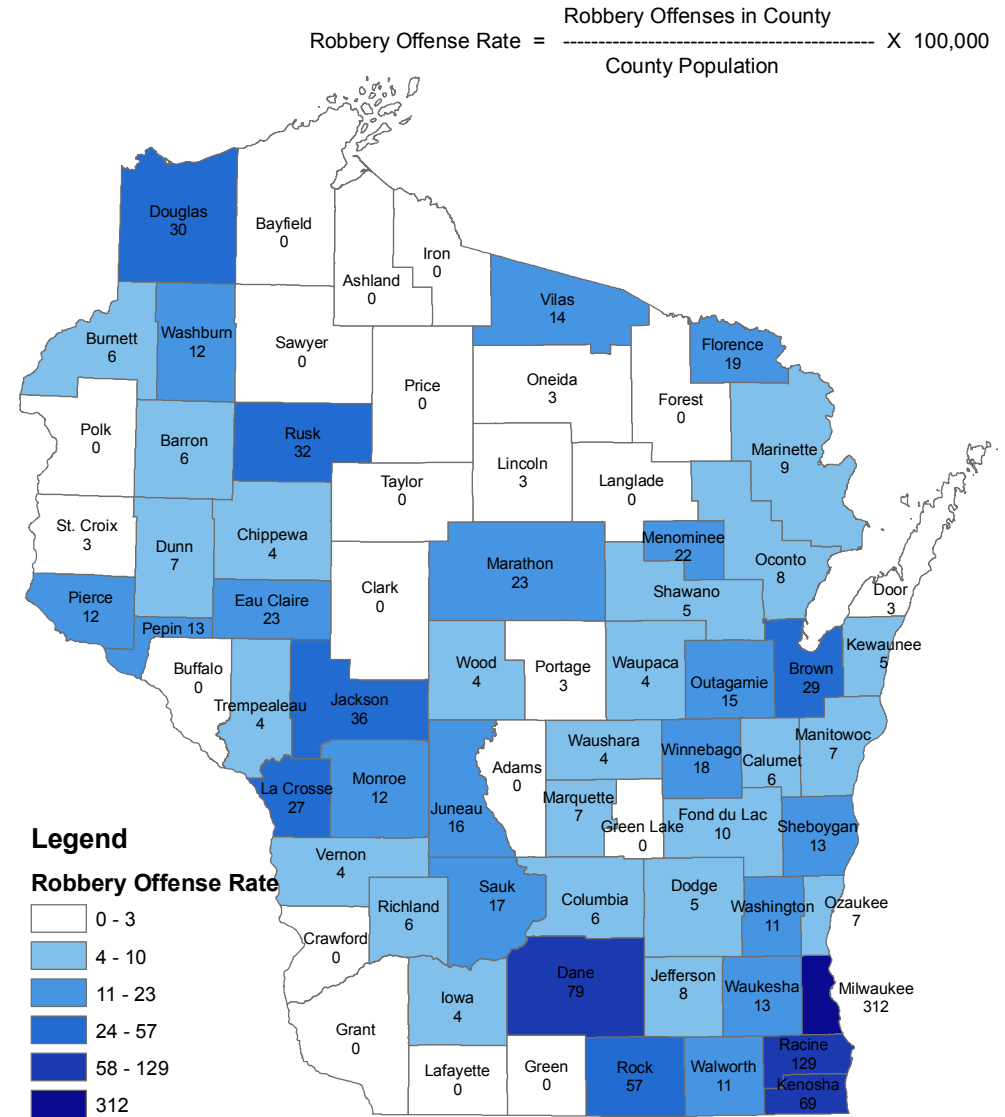 Robbery Offenses in County
Robbery Offense Rate = -------------------------------------------- X 100,000
County Population
Douglas
30
Bayfield
0
Ashland
0
Iron
0
Vilas
14
Florence
19
Burnett
6
Washburn
12
Sawyer
0
Price
0
Oneida
3
Forest
0
Marinette
9
Polk
0
Barron
6
Rusk
32
Taylor
0
Lincoln
3
Langlade
0
St. Croix
3
Dunn
7
Chippewa
4
Clark
0
Marathon
23
Menominee
22
Shawano
5
Oconto
8
Door
3
Pierce
12
Pepin 13
Eau Claire
23
Buffalo
0
Trempealeau
4
Jackson
36
Wood
4
Portage
3
Waupaca
4
Outagamie
15
Brown
29
Kewaunee
5
La Crosse
27
Monroe
12
Juneau
16
Adams
0
Waushara
4
Marquette
7
Green Lake
0
Winnebago
18
Calumet
6
Manitowoc
7
Fond du Lac
10
Sheboygan
13
Vernon
4
Richland
6
Sauk
17
Columbia
6
Dodge
5
Washington
11
Ozaukee
7
Crawford
0
Grant
0
Iowa
4
Lafayette
0
Dane
79
Green
0
Jefferson
8
Rock
57
Waukesha
13
Walworth
11
Milwaukee
312
Racine
129
Kenosha
69
Legend
Robbery Offense Rate
0 - 3
4 - 10
11 - 23
24 - 57
58 - 129
312